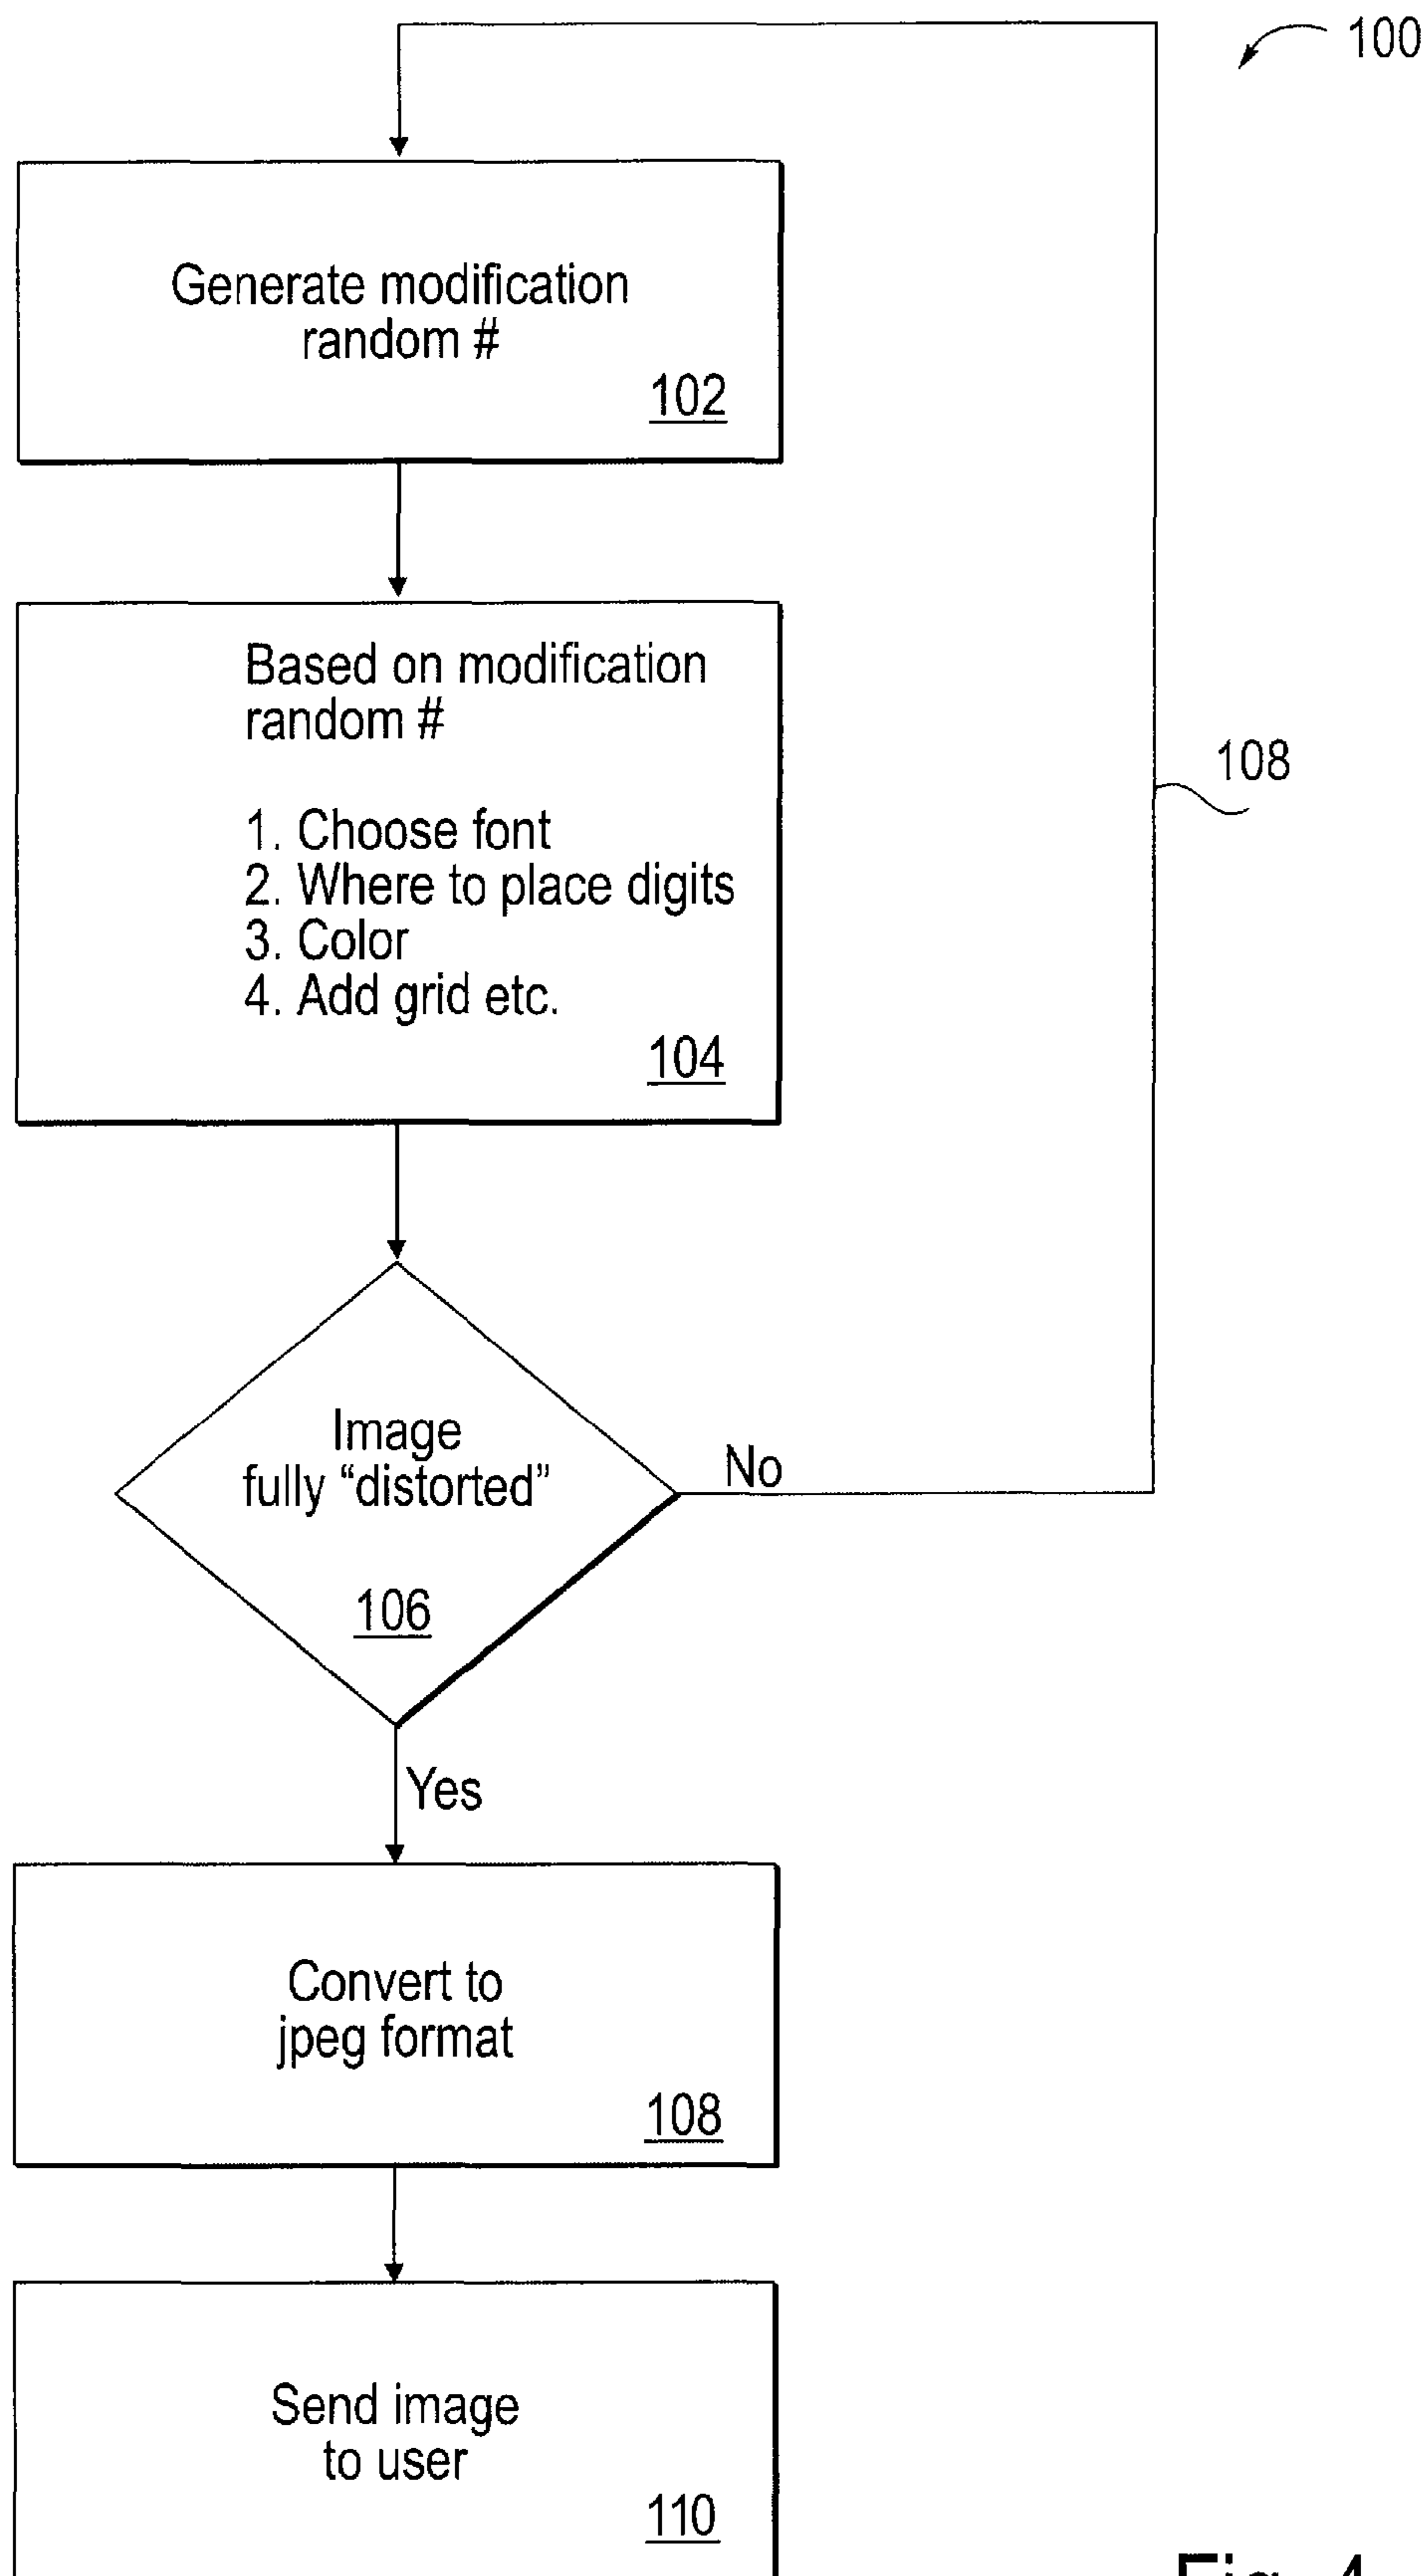 100
Generate modification
random #
102
Based on modification
random #
1. Choose font
2. Where to place digits
3. Color
4. Add grid etc.
104
108
Image
fully “distorted”
106
No
Yes
Convert to
jpeg format
108
Send image
to user
110